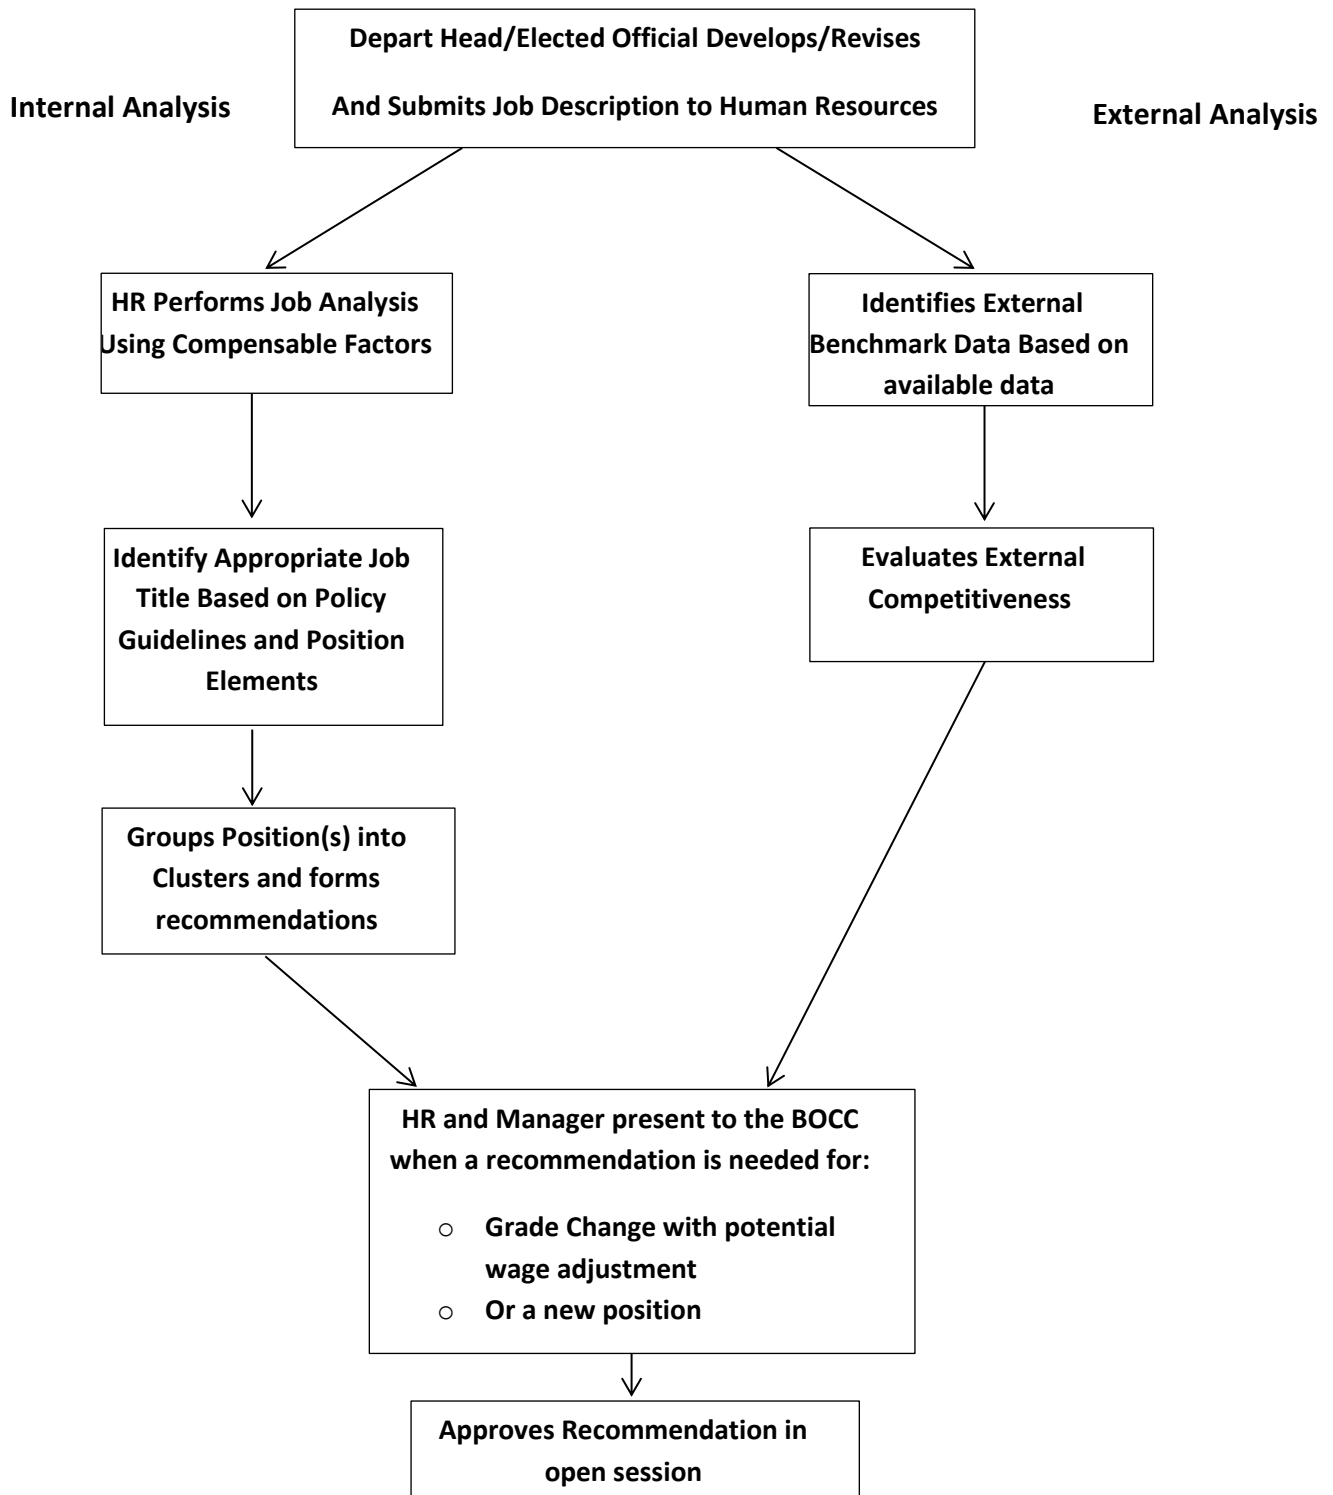 Depart Head/Elected Official Develops/Revises
And Submits Job Description to Human Resources
Internal Analysis
External Analysis
HR Performs Job Analysis
Using Compensable Factors
Identifies External
Benchmark Data Based on
available data
Identify Appropriate Job
Title Based on Policy
Guidelines and Position
Elements
Evaluates External
Competitiveness
Groups Position(s) into
Clusters and forms
recommendations
HR and Manager present to the BOCC
when a recommendation is needed for:
o Grade Change with potential
wage adjustment
o Or a new position
Approves Recommendation in
open session